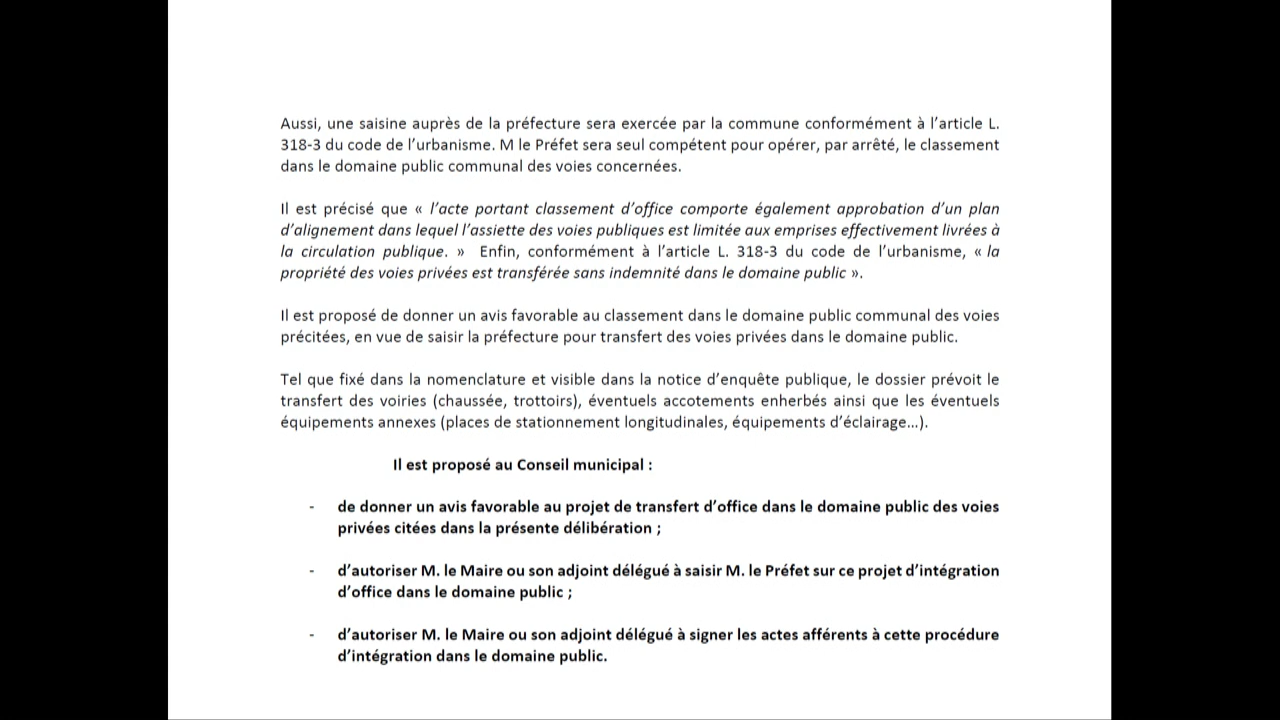 Aussi, une saisine auprès de la préfecture sera exercée par la commune conformément à l’article L.
318-3 du code de l’urbanisme. M le Préfet sera seul compétent pour opérer, par arrêté, le classement
dans le domaine public communal des voies concernées.
Il est précisé que « l’acte portant classement d’office comporte également approbation d’un plan
d’alignement dans lequel l’assiette des voies publiques est limitée aux emprises effectivement livrées à
la circulation publique. » Enfin, conformément à l’article L. 318-3 du code de l’urbanisme, « la
propriété des voies privées est transférée sans indemnité dans le domaine public ».
Il est proposé de donner un avis favorable au classement dans le domaine public communal des voies
précitées, en vue de saisir la préfecture pour transfert des voies privées dans le domaine public.
Tel que fixé dans la nomenclature et visible dans la notice d’enquête publique, le dossier prévoit le
transfert des voiries (chaussée, trottoirs), éventuels accotements enherbés ainsi que les éventuels
équipements annexes (places de stationnement longitudinales, équipements d’éclairage…).
Il est proposé au Conseil municipal :
- de donner un avis favorable au projet de transfert d’office dans le domaine public des voies
privées citées dans la présente délibération ;
- d’autoriser M. le Maire ou son adjoint délégué à saisir M. le Préfet sur ce projet d’intégration
d’office dans le domaine public ;
- d’autoriser M. le Maire ou son adjoint délégué à signer les actes afférents à cette procédure
d’intégration dans le domaine public.